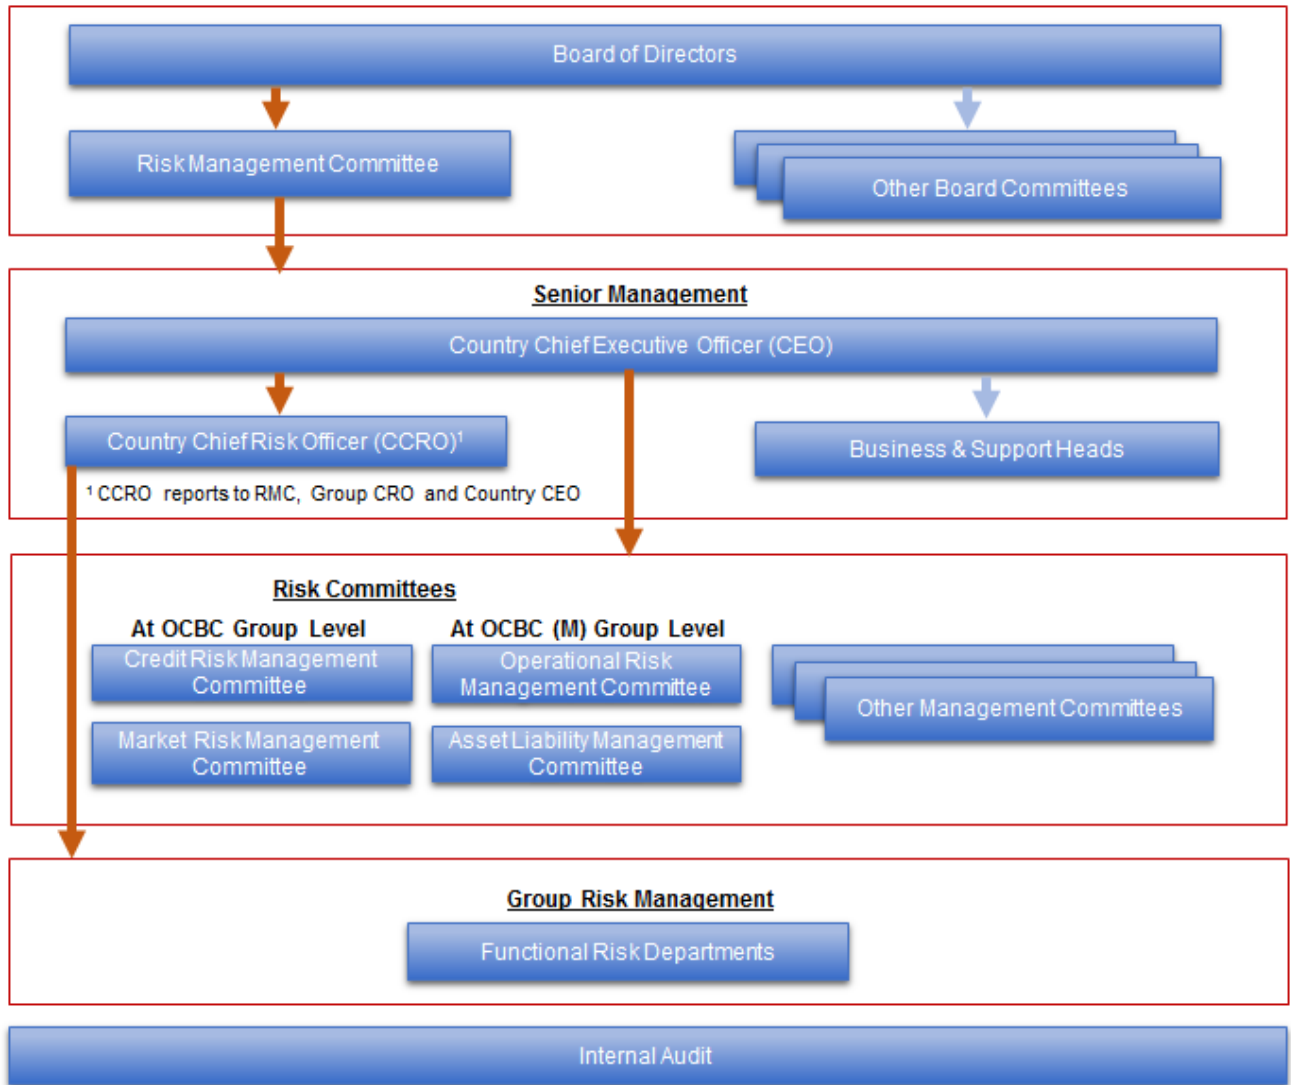 Board of Directors
Risk Management Committee
Other Board Committees
Senior Management
Country Chief Executive Officer (CEO)
Country Chief Risk Officer (CCRO)¹
Business & Support Heads
¹ CCRO reports to RMC, Group CRO and Country CEO
Risk Committees
At OCBC Group Level
At OCBC (M) Group Level
Credit Risk Management
Committee
Operational Risk
Management Committee
Other Management Committees
Market Risk Management
Committee
Asset Liability Management
Committee
Group Risk Management
Functional Risk Departments
Internal Audit